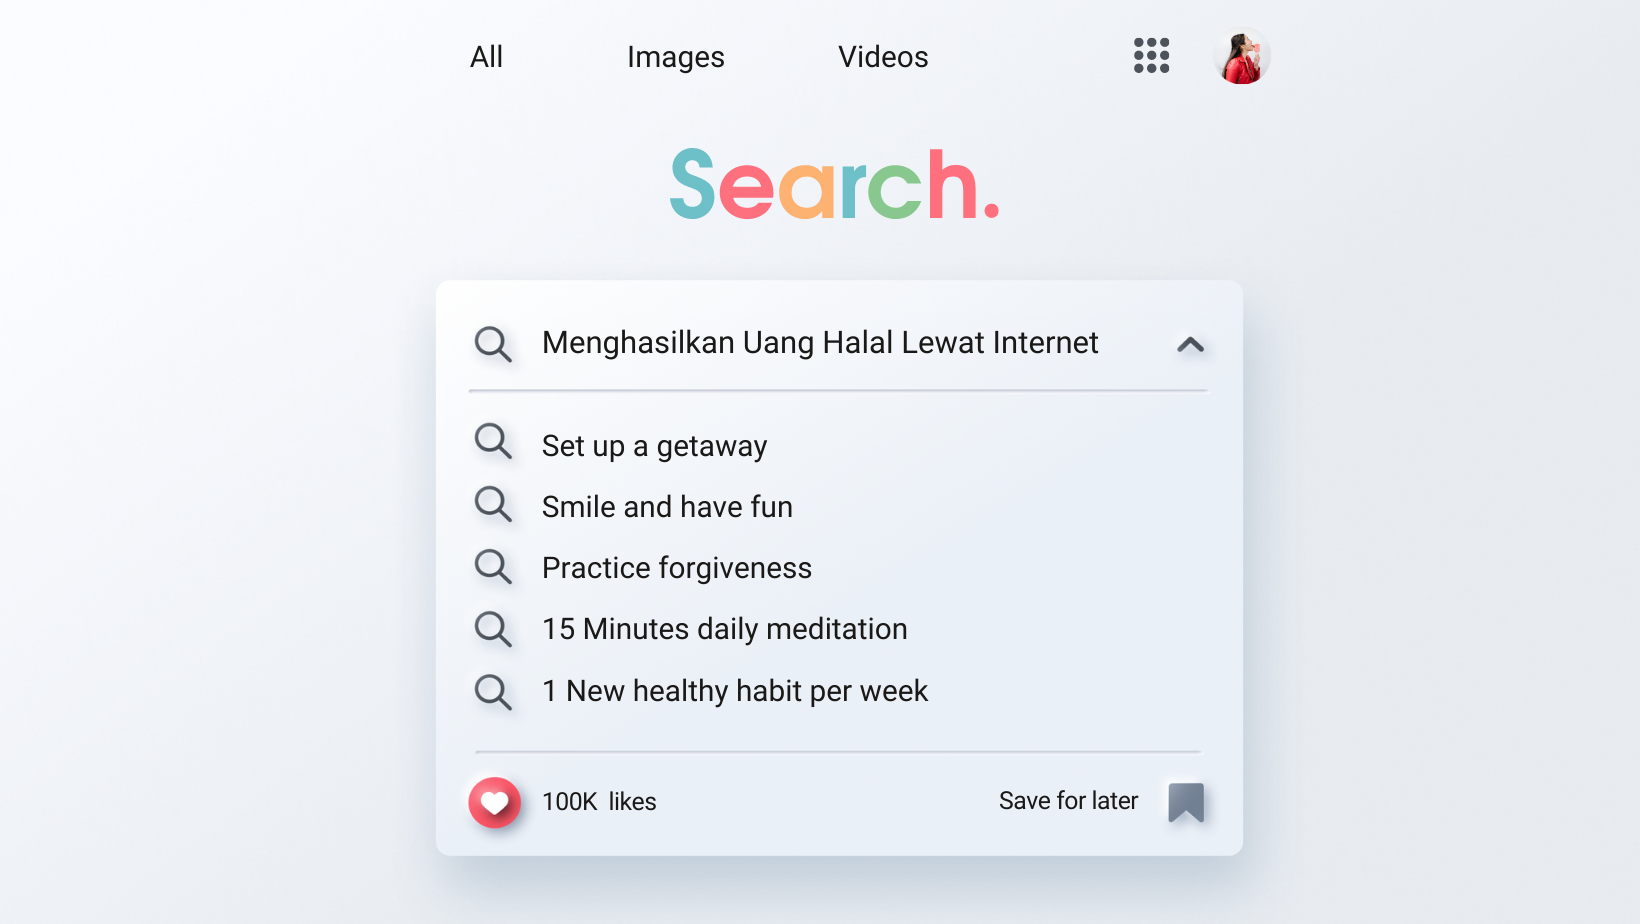 All Images Videos
Search.
Menghasilkan Uang Halal Lewat Internet
Set up a getaway
Smile and have fun
Practice forgiveness
15 Minutes daily meditation
1 New healthy habit per week
100K likes Save for later